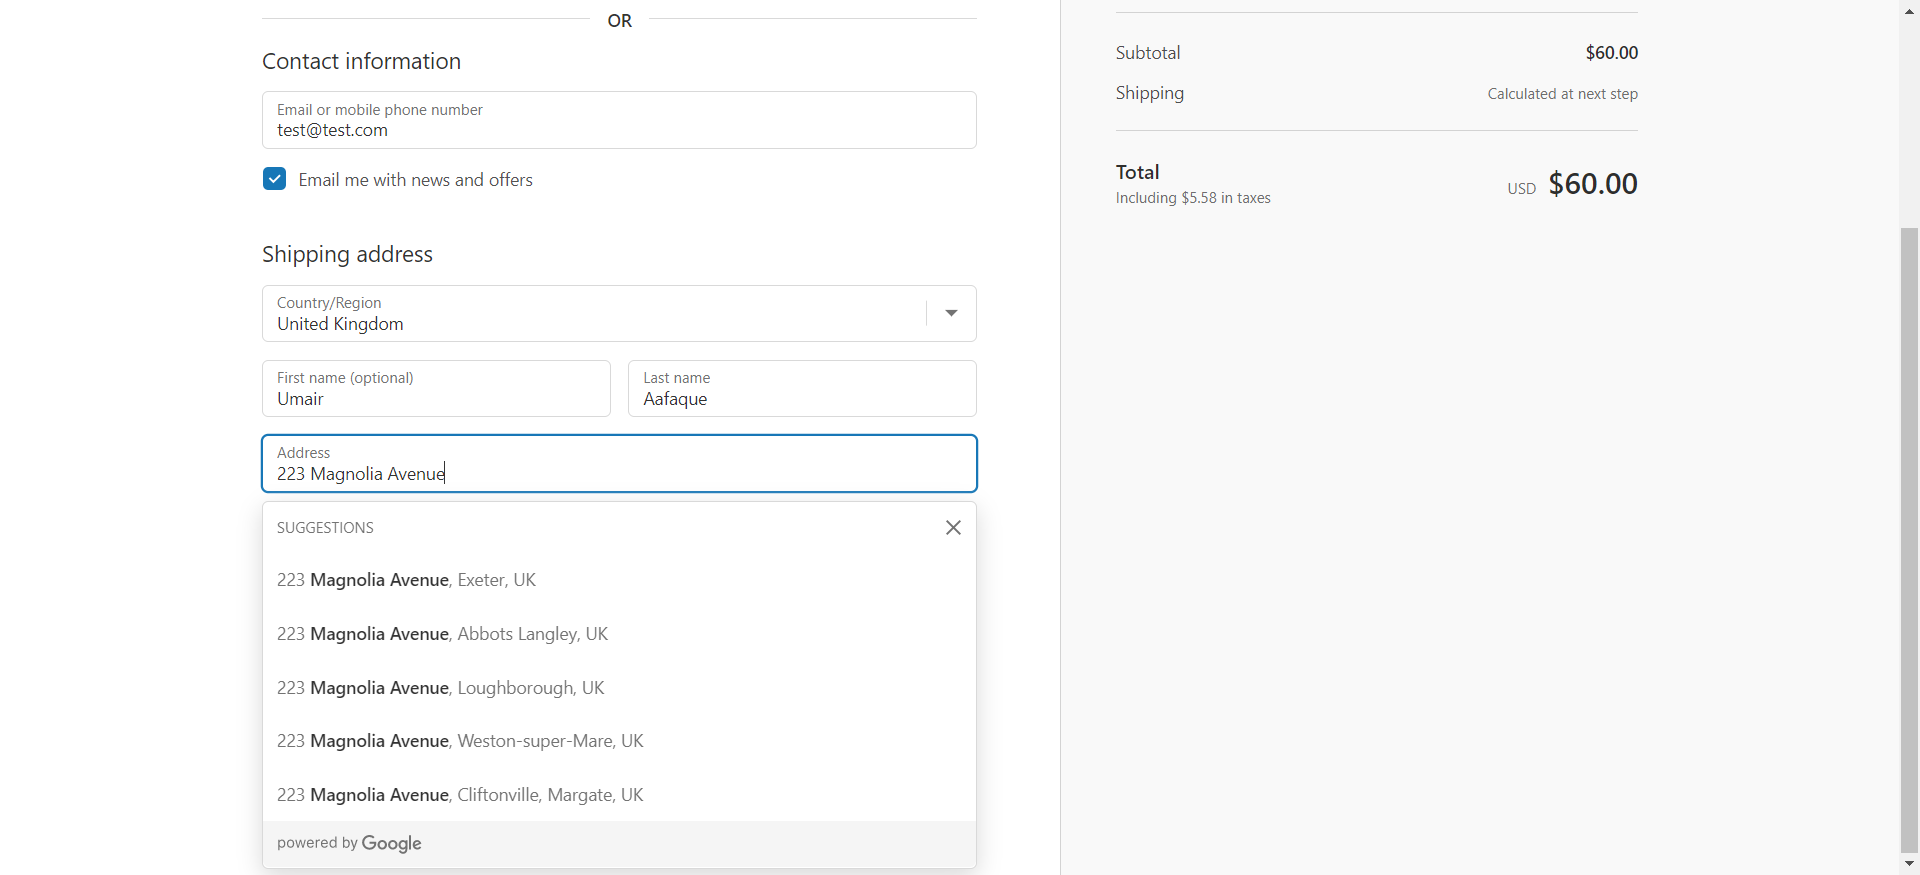 OR
Contact information
Email or mobile phone number
test@test.com
Email me with news and offers
Shipping address
Country/Region
United Kingdom
First name (optional)
Umair
Last name
Aafaque
Address
223 Magnolia Avenue
SUGGESTIONS
223 Magnolia Avenue, Exeter, UK
223 Magnolia Avenue, Abbots Langley, UK
223 Magnolia Avenue, Loughborough, UK
223 Magnolia Avenue, Weston-super-Mare, UK
223 Magnolia Avenue, Cliftonville, Margate, UK
powered by Google
Subtotal $60.00
Shipping Calculated at next step
Total
Including $5.58 in taxes
USD $60.00